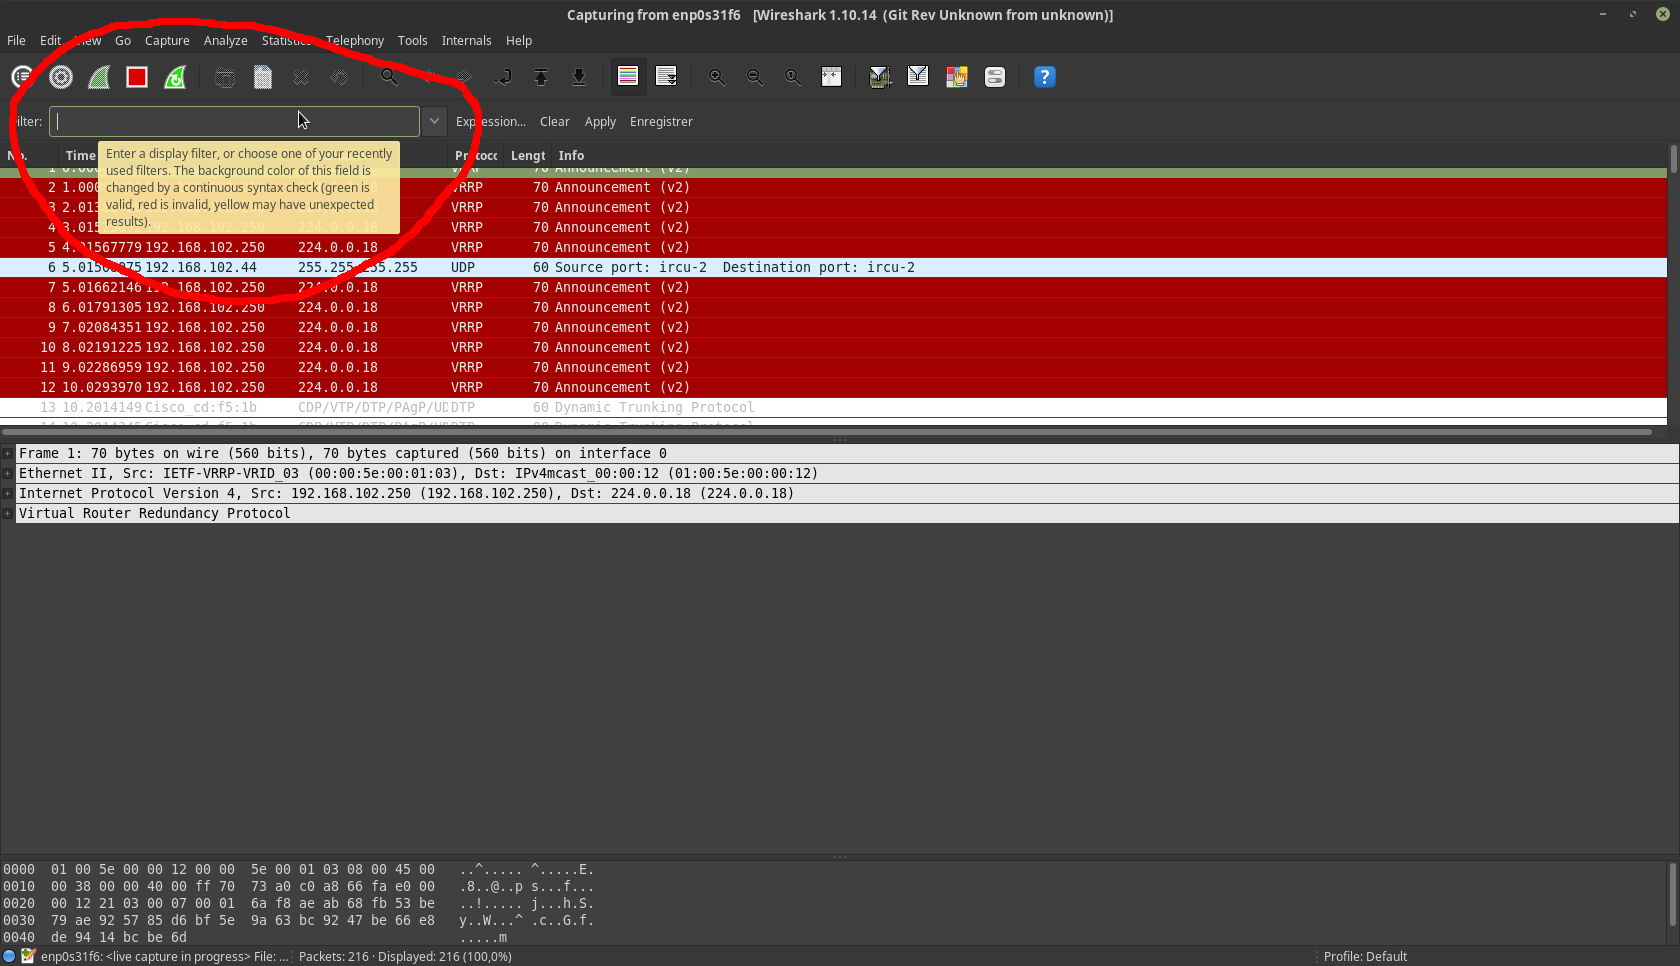 Capturing from enp0s31f6 [Wireshark 1.10.14 (Git Rev Unknown from unknown)]
File Edit View Go Capture Analyze Statistics Telephony Tools Internals Help
Filter: Expression... Clear Apply Enregistrer
No. Time Protocc Lengt Info
Enter a display filter, or choose one of your recently
used filters. The background color of this field is
changed by a continuous syntax check (green is
valid, red is invalid, yellow may have unexpected
results).
1 VRRP 70 Announcement (v2)
2 1.000 VRRP 70 Announcement (v2)
3 2.013 VRRP 70 Announcement (v2)
4 3.015 192.168.102.250 224.0.0.18 VRRP 70 Announcement (v2)
5 4.01567779 192.168.102.250 224.0.0.18 VRRP 70 Announcement (v2)
6 192.168.102.44 255.255.255.255 UDP 60 Source port: ircu-2 Destination port: ircu-2
7 5.01662146 192.168.102.250 224.0.0.18 VRRP 70 Announcement (v2)
8 6.01791305 192.168.102.250 224.0.0.18 VRRP 70 Announcement (v2)
9 7.02084351 192.168.102.250 224.0.0.18 VRRP 70 Announcement (v2)
10 8.02191225 192.168.102.250 224.0.0.18 VRRP 70 Announcement (v2)
11 9.02286959 192.168.102.250 224.0.0.18 VRRP 70 Announcement (v2)
12 10.0293970 192.168.102.250 224.0.0.18 VRRP 70 Announcement (v2)
13 10.2014149 Cisco_cd:f5:1b CDP/VTP/DTP/PAgP/UD DTP 60 Dynamic Trunking Protocol
Frame 1: 70 bytes on wire (560 bits), 70 bytes captured (560 bits) on interface 0
Ethernet II, Src: IETF-VRRP-VRID_03 (00:00:5e:00:01:03), Dst: IPv4mcast_00:00:12 (01:00:5e:00:00:12)
Internet Protocol Version 4, Src: 192.168.102.250 (192.168.102.250), Dst: 224.0.0.18 (224.0.0.18)
Virtual Router Redundancy Protocol
0000 01 00 5e 00 00 12 00 00 5e 00 01 03 08 00 45 00 ..^..... ^.....E.
0010 00 38 00 00 40 00 ff 70 73 a0 c0 a8 66 fa e0 00 .8..@..p s...f...
0020 00 12 21 03 00 07 00 01 6a f8 ae ab 68 fb 53 be ..!..... j...h.S.
0030 79 ae 92 57 85 d6 bf 5e 9a 63 bc 92 47 be 66 e8 y..W...^ .c..G.f.
0040 de 94 14 bc be 6d .....m
enp0s31f6: <live capture in progress> File: ... Packets: 216 · Displayed: 216 (100,0%) Profile: Default